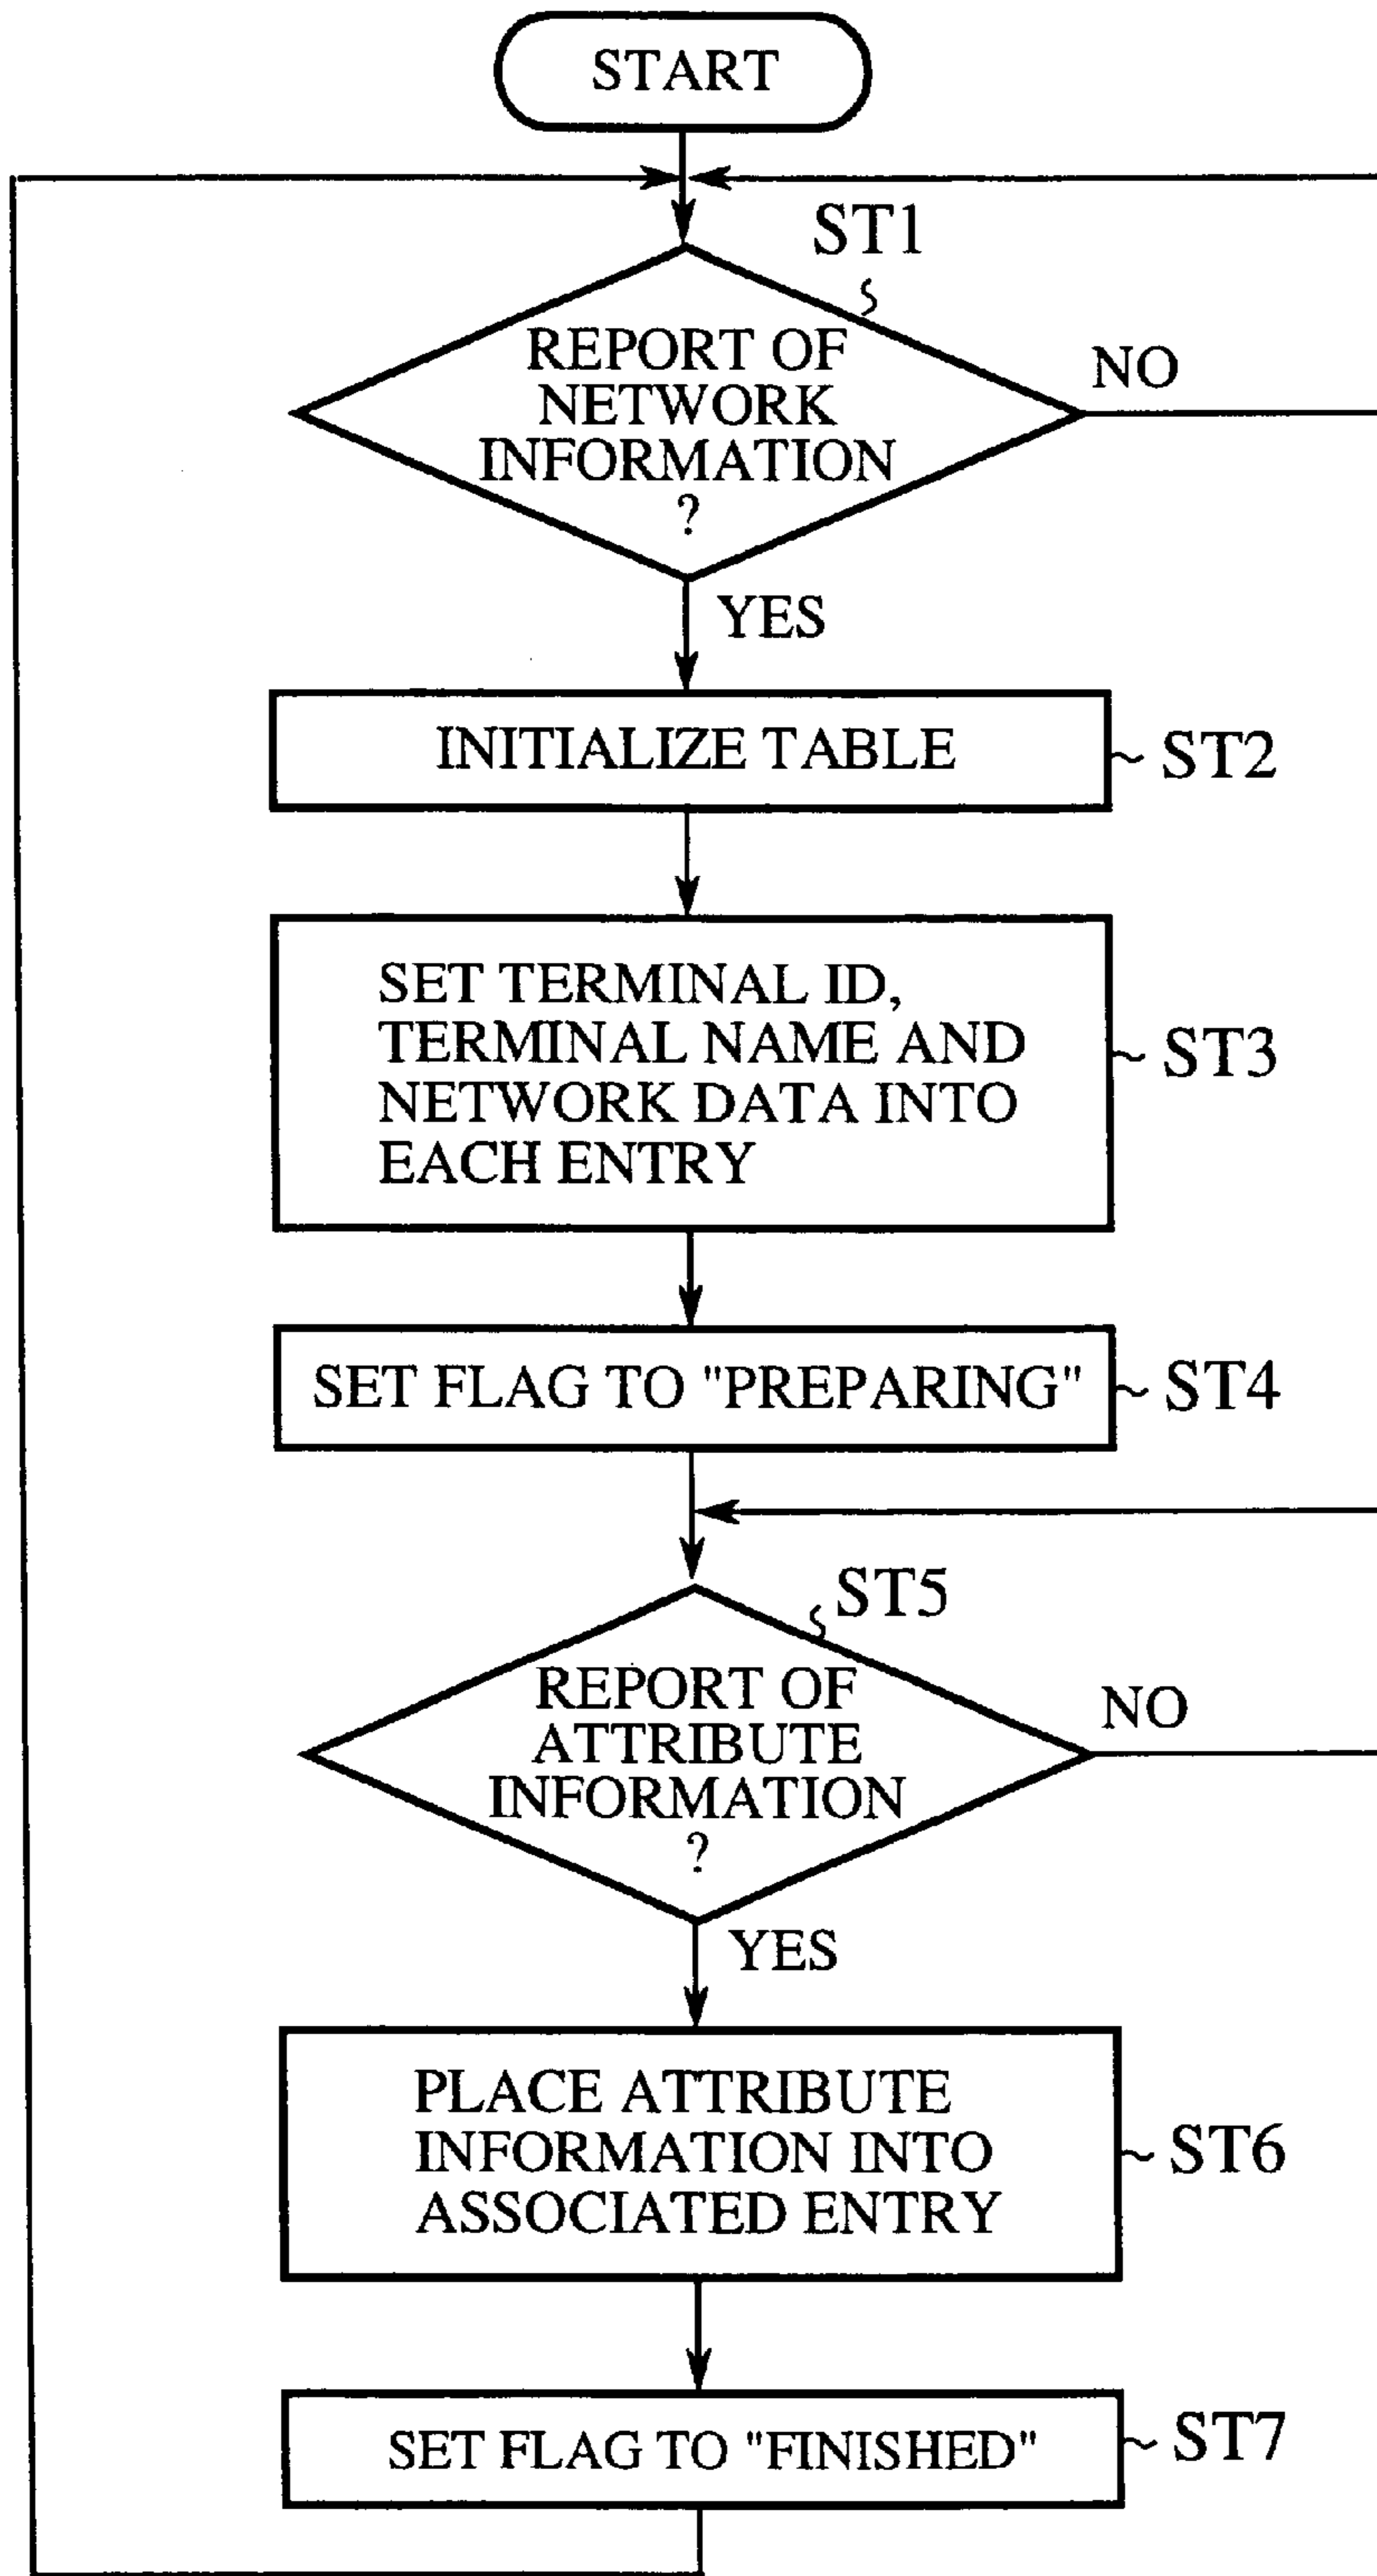 START
ST1
REPORT OF
NETWORK
INFORMATION
?
NO
YES
INITIALIZE TABLE
ST2
SET TERMINAL ID,
TERMINAL NAME AND
NETWORK DATA INTO
EACH ENTRY
ST3
SET FLAG TO "PREPARING"
ST4
ST5
REPORT OF
ATTRIBUTE
INFORMATION
?
NO
YES
PLACE ATTRIBUTE
INFORMATION INTO
ASSOCIATED ENTRY
ST6
SET FLAG TO "FINISHED"
ST7